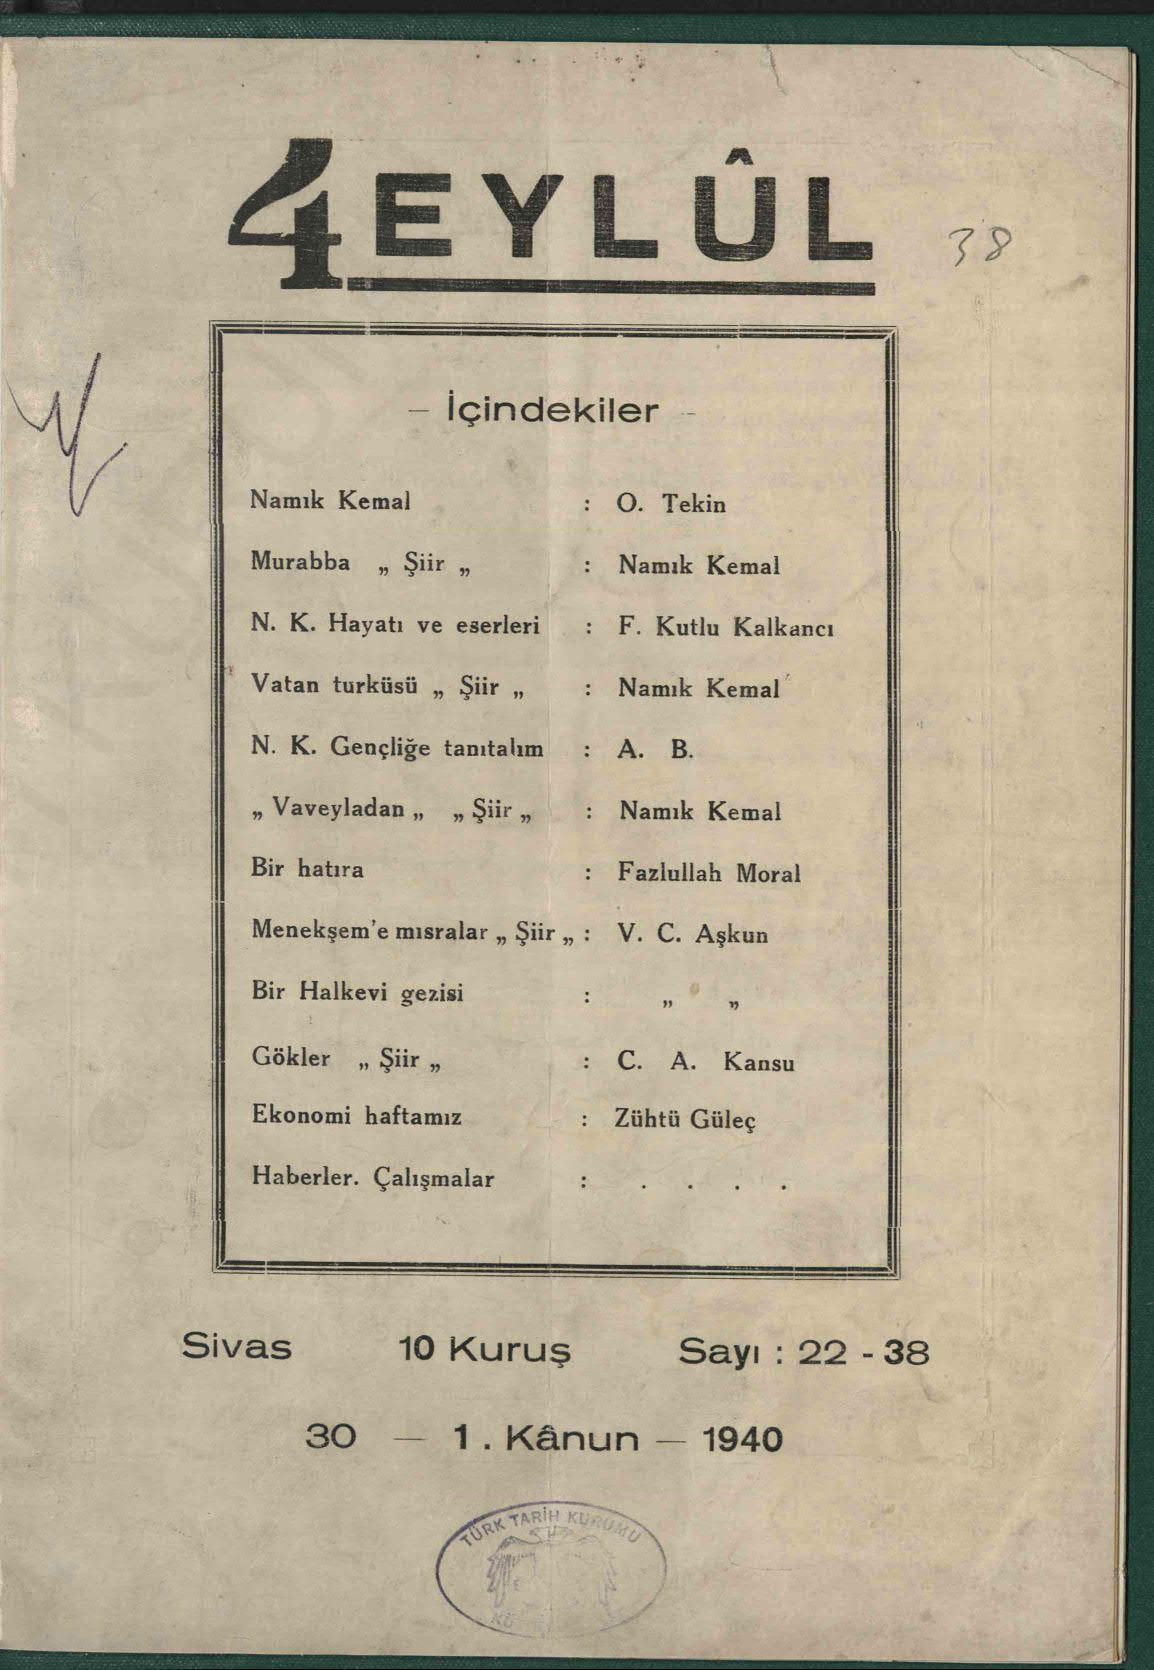 4 EYLÛL
38
– İçindekiler –
Namık Kemal : O. Tekin
Murabba „ Şiir „ : Namık Kemal
N. K. Hayatı ve eserleri : F. Kutlu Kalkancı
Vatan turküsü „ Şiir „ : Namık Kemal
N. K. Gençliğe tanıtalım : A. B.
„ Vaveyladan „ „ Şiir „ : Namık Kemal
Bir hatıra : Fazlullah Moral
Menekşem'e mısralar „ Şiir „ : V. C. Aşkun
Bir Halkevi gezisi : „ „
Gökler „ Şiir „ : C. A. Kansu
Ekonomi haftamız : Zühtü Güleç
Haberler. Çalışmalar : . . . .
Sivas 10 Kuruş Sayı : 22 - 38
30 — 1 . Kânun — 1940
TÜRK TARİH KURUMU